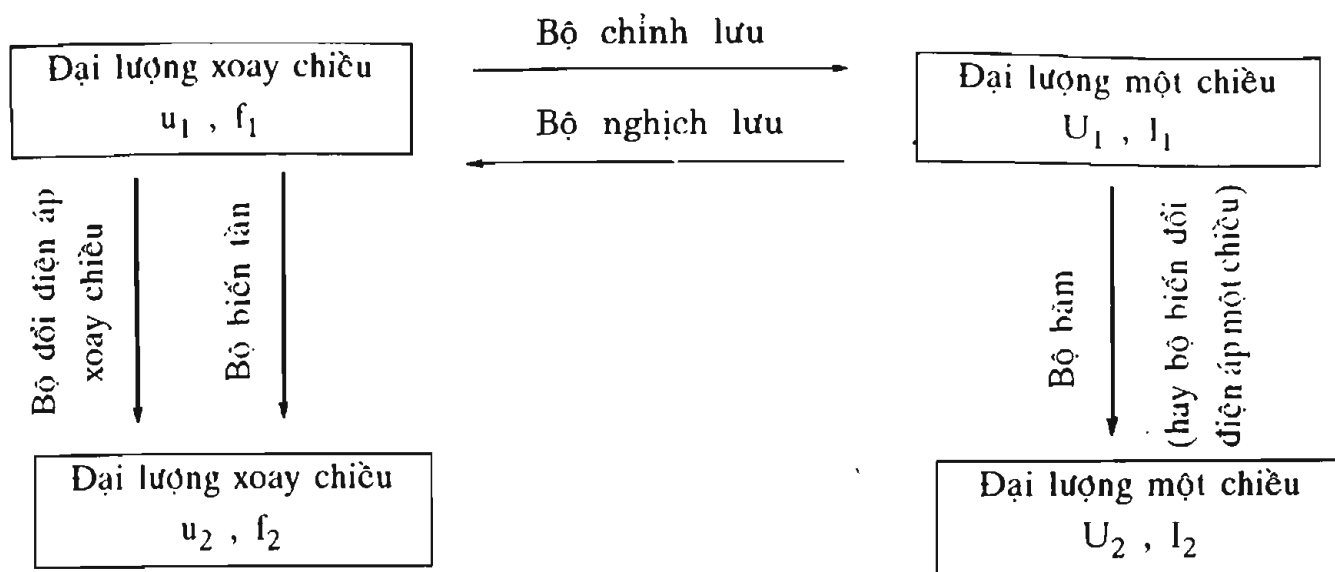 Bộ chỉnh lưu
Đại lượng xoay chiều
u₁ , f₁
Đại lượng một chiều
U₁ , I₁
Bộ nghịch lưu
Bộ đổi điện áp
xoay chiều
Bộ biến tần
Bộ băm
(hay bộ biến đổi
điện áp một chiều)
Đại lượng xoay chiều
u₂ , f₂
Đại lượng một chiều
U₂ , I₂